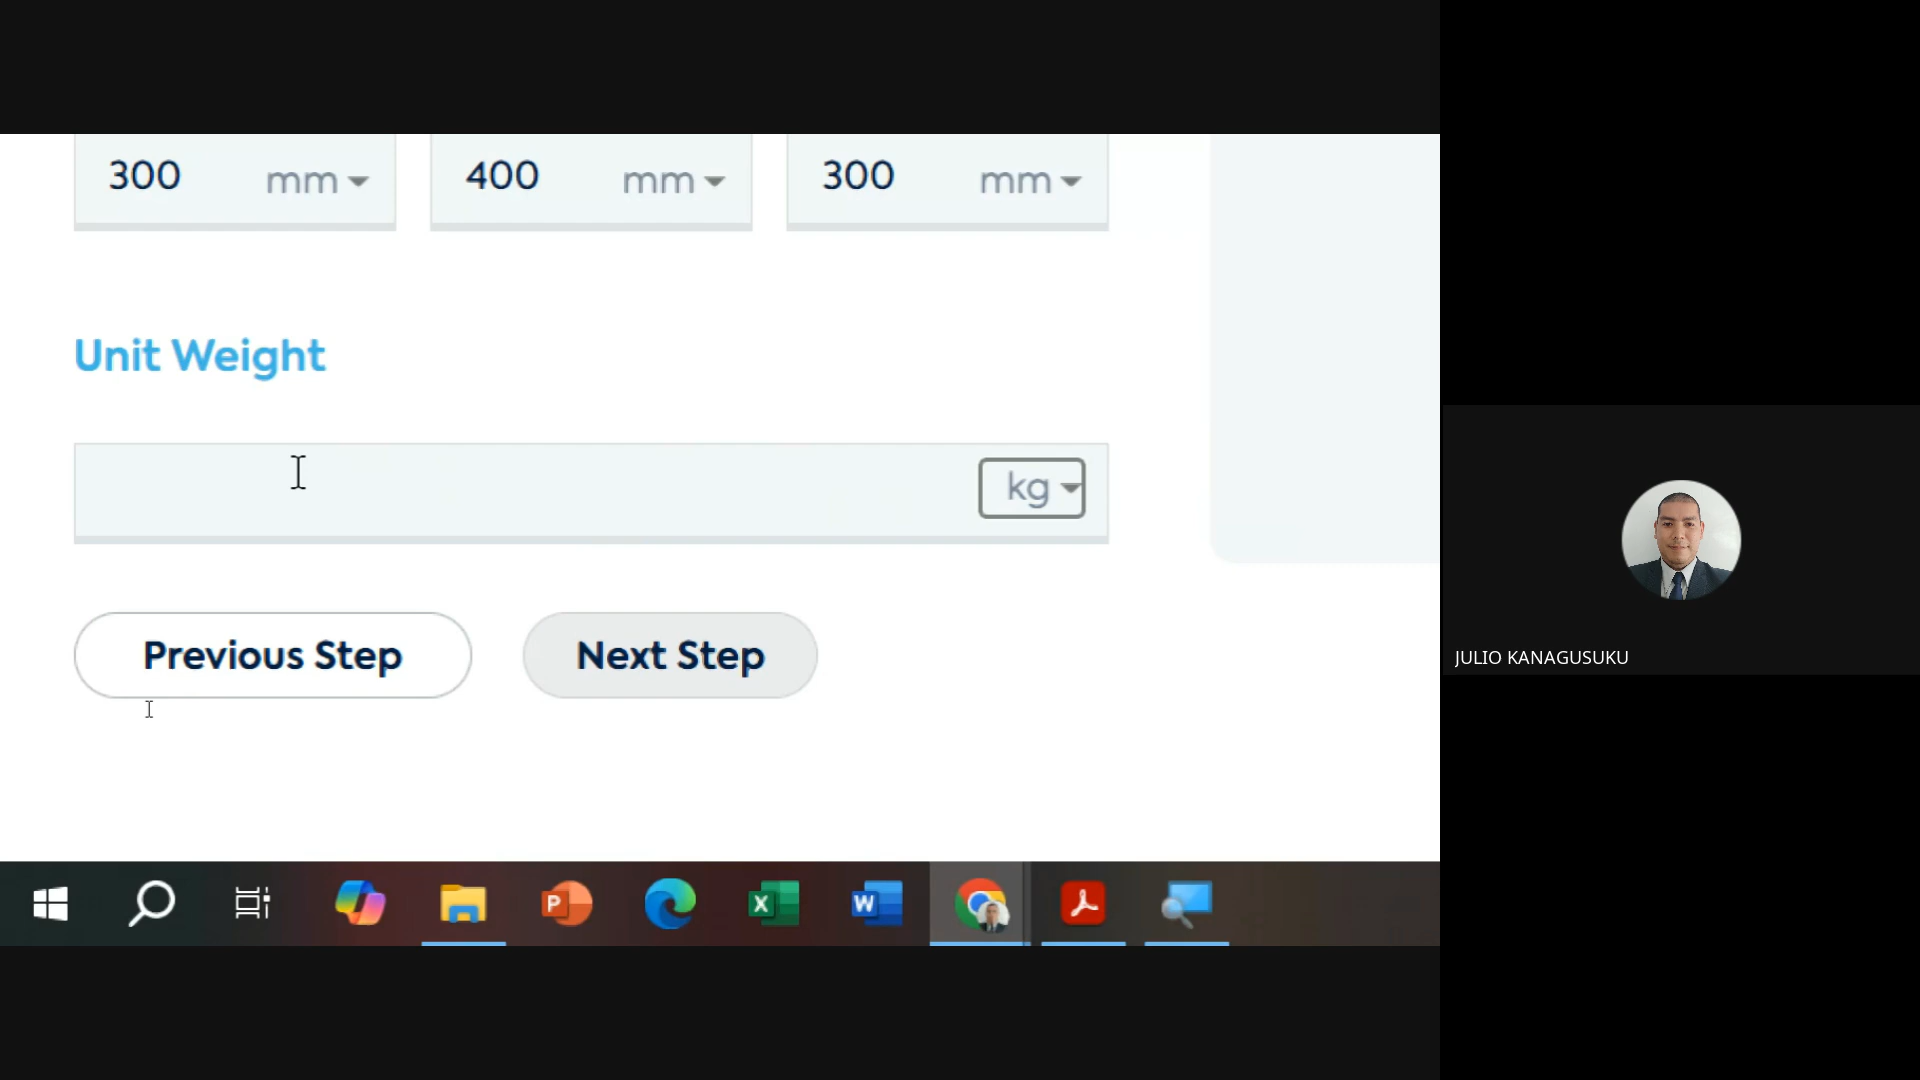 300 mm 400 mm 300 mm
Unit Weight
kg
Previous Step Next Step
JULIO KANAGUSUKU